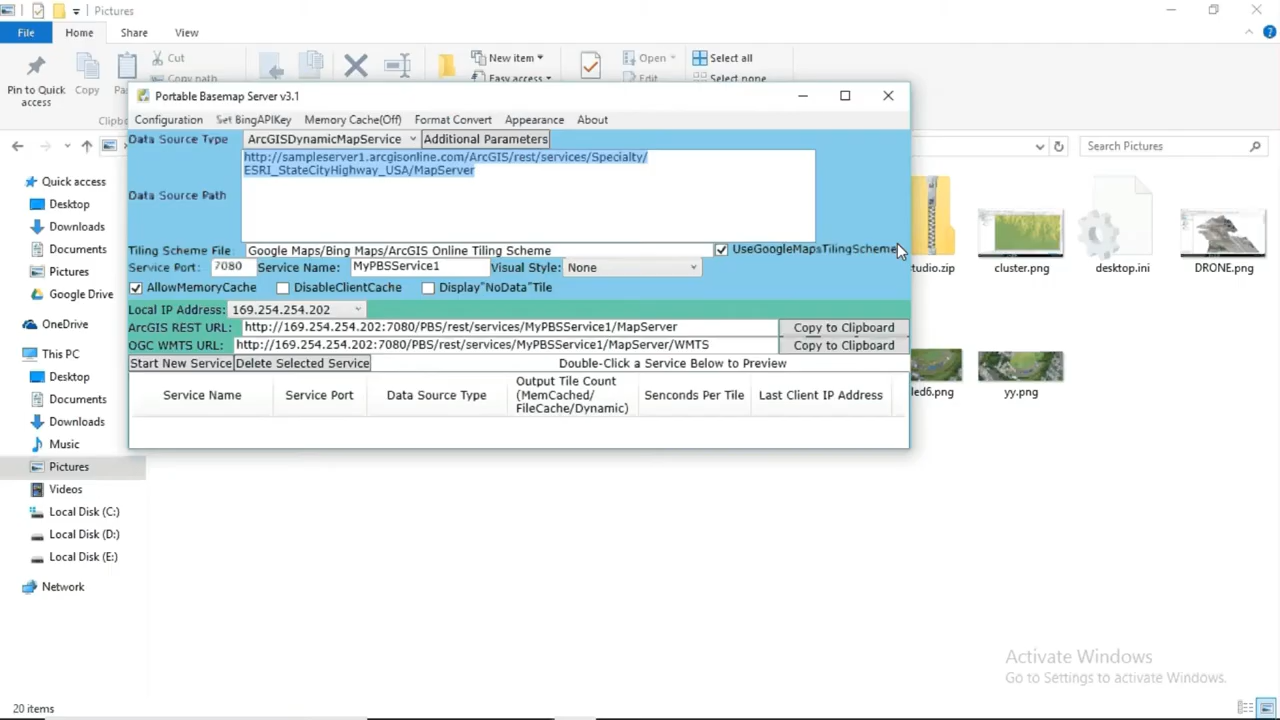 Pictures
File
Home
Share
View
Pin to Quick access
Copy
Cut
Copy path
New item
Easy access
Open
Edit
Select all
Select none
Search Pictures
Quick access
Desktop
Downloads
Documents
Pictures
Google Drive
OneDrive
This PC
Desktop
Documents
Downloads
Music
Pictures
Videos
Local Disk (C:)
Local Disk (D:)
Local Disk (E:)
Network
Portable Basemap Server v3.1
Configuration Set BingAPIKey Memory Cache(Off) Format Convert Appearance About
Data Source Type ArcGISDynamicMapService Additional Parameters
http://sampleserver1.arcgisonline.com/ArcGIS/rest/services/Specialty/
ESRI_StateCityHighway_USA/MapServer
Data Source Path
Tiling Scheme File: Google Maps/Bing Maps/ArcGIS Online Tiling Scheme UseGoogleMapsTilingScheme
Service Port: 7080 Service Name: MyPBSService1 Visual Style: None
AllowMemoryCache DisableClientCache Display"NoData"Tile
Local IP Address: 169.254.254.202
ArcGIS REST URL: http://169.254.254.202:7080/PBS/rest/services/MyPBSService1/MapServer Copy to Clipboard
OGC WMTS URL: http://169.254.254.202:7080/PBS/rest/services/MyPBSService1/MapServer/WMTS Copy to Clipboard
Start New Service Delete Selected Service Double-Click a Service Below to Preview
Service Name
Service Port
Data Source Type
Output Tile Count
(MemCached/
FileCache/Dynamic)
Senconds Per Tile
Last Client IP Address
cluster.png
desktop.ini
DRONE.png
yy.png
Activate Windows
Go to Settings to activate Windows.
20 items